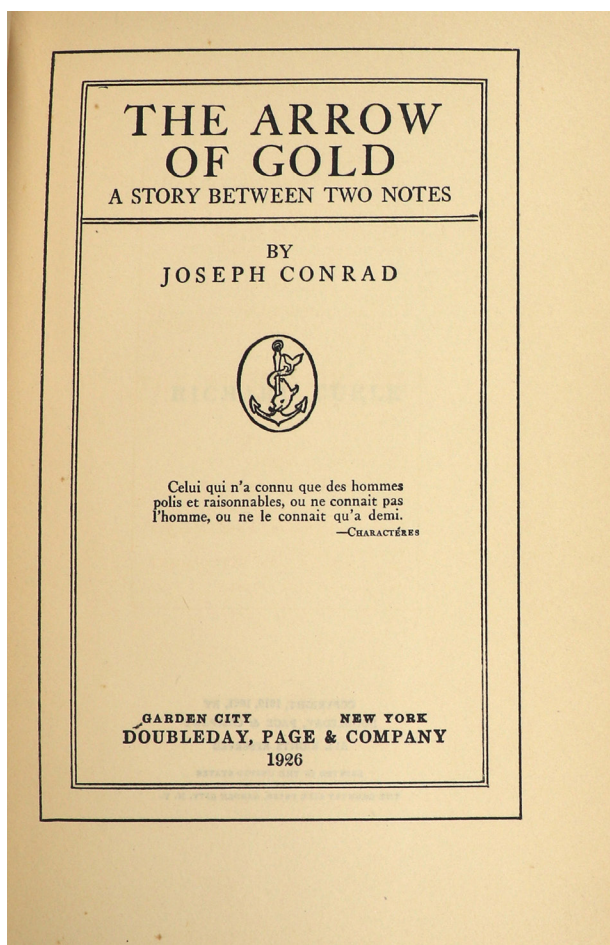 THE ARROW
OF GOLD
A STORY BETWEEN TWO NOTES
BY
JOSEPH CONRAD
Celui qui n'a connu que des hommes
polis et raisonnables, ou ne connait pas
l'homme, ou ne le connait qu'a demi.
—CHARACTÉRES
GARDEN CITY NEW YORK
DOUBLEDAY, PAGE & COMPANY
1926